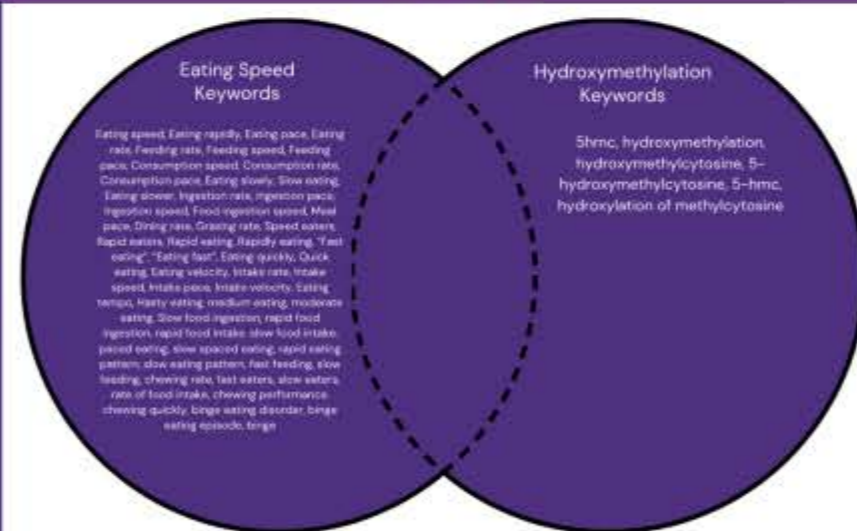 Eating Speed
Keywords
Eating speed, Eating rapidly, Eating pace, Eating
rate, Feeding rate, Feeding speed, Feeding
pace, Consumption speed, Consumption rate,
Consumption pace, Eating slowly, Slow eating,
Eating slower, Ingestion rate, ingestion pace,
Ingestion speed, Food ingestion speed, Meal
pace, Dining rate, Grazing rate, Speed eaters,
Rapid eaters, Rapid eating, Rapidly eating, "Fast
eating", "Eating fast", Eating quickly, Quick
eating, Eating velocity, Intake rate, Intake
speed, Intake pace, Intake velocity, Eating
tempo, Hasty eating, medium eating, moderate
eating, Slow food ingestion, rapid food
ingestion, rapid food intake, slow food intake,
paced eating, slow spaced eating, rapid eating
pattern, slow eating pattern, fast feeding, slow
feeding, chewing rate, fast eaters, slow eaters,
rate of food intake, chewing performance,
chewing quickly, binge eating disorder, binge
eating episode, binge
Hydroxymethylation
Keywords
5hmc, hydroxymethylation,
hydroxymethylcytosine, 5-
hydroxymethylcytosine, 5-hmc,
hydroxylation of methylcytosine